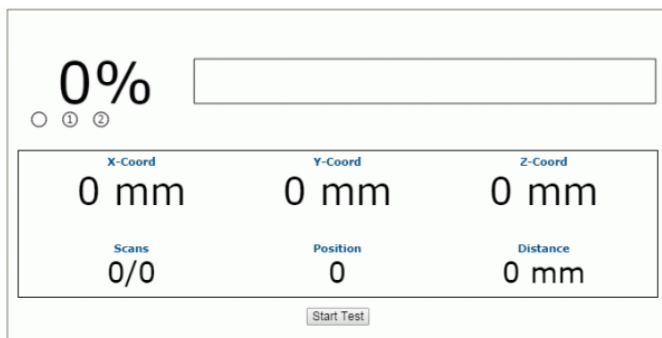 0%
1 2
X-Coord Y-Coord Z-Coord
0 mm 0 mm 0 mm
Scans Position Distance
0/0 0 0 mm
Start Test